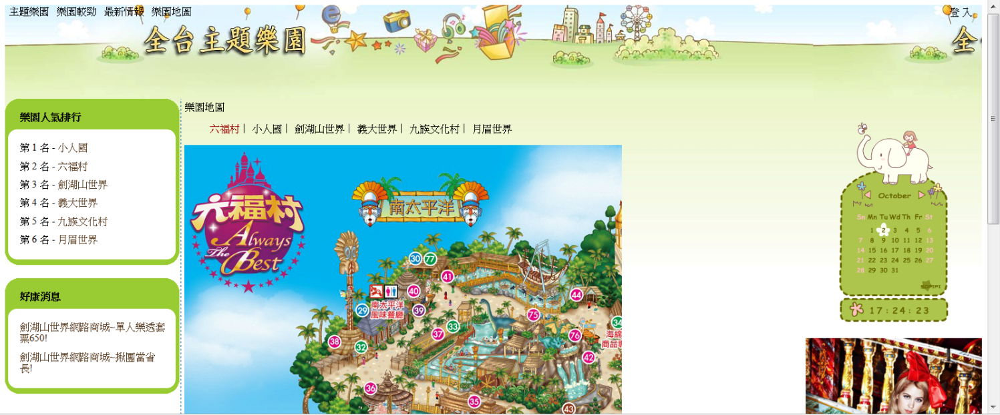 主題樂園 樂園較勁 最新情報 樂園地圖
登 入
全台主題樂園
全
樂園人氣排行
第 1 名 - 小人國
第 2 名 - 六福村
第 3 名 - 劍湖山世界
第 4 名 - 義大世界
第 5 名 - 九族文化村
第 6 名 - 月眉世界
好康消息
劍湖山世界網路商城~單人樂透套
票650!
劍湖山世界網路商城~揪團當省
長!
樂園地圖
六福村 | 小人國 | 劍湖山世界 | 義大世界 | 九族文化村 | 月眉世界
六福村
Always
The Best
南太平洋
30 77
41
40
44
南太平洋
風味餐廳
29
39
75
33
34
37
76
海綿
商品專
38
32
42
36
35
43
October
Sn Mn Tu Wd Th Fr St
1 2 3 4 5 6
7 8 9 10 11 12 13
14 15 16 17 18 19 20
21 22 23 24 25 26 27
28 29 30 31
17:24:23